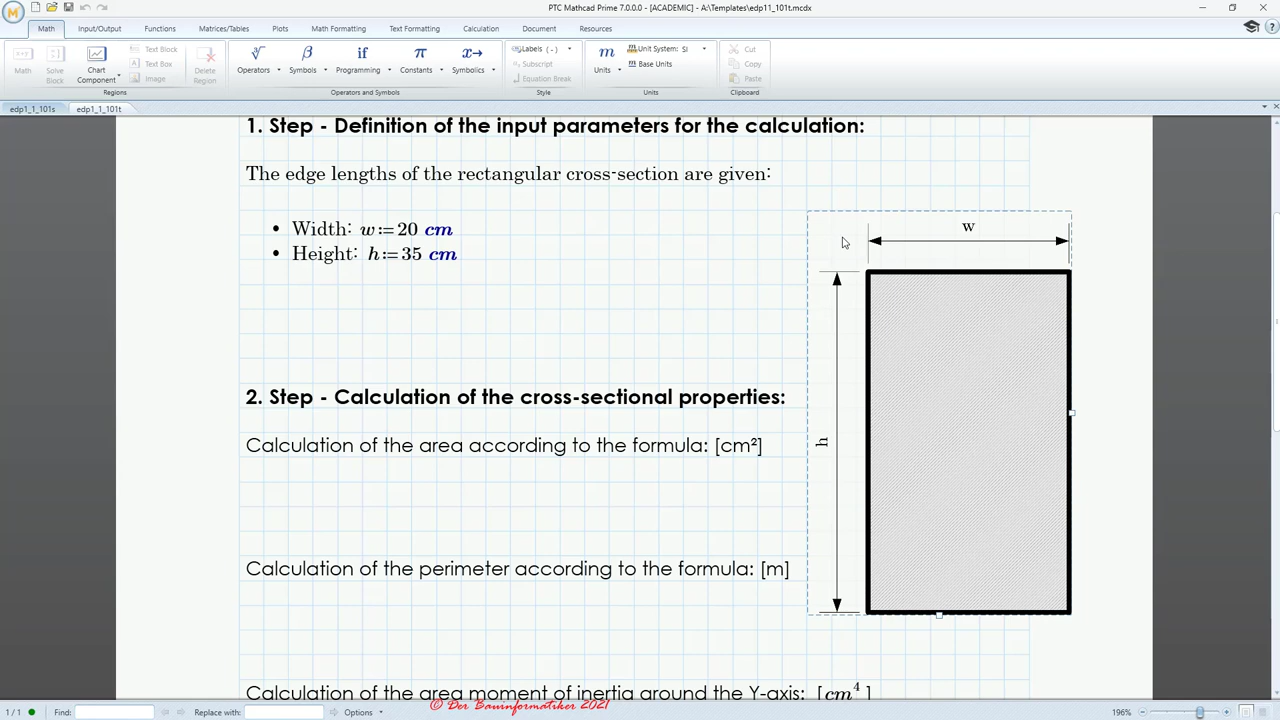 PTC Mathcad Prime 7.0.0.0 - [ACADEMIC] - A:\Templates\edp11_101t.mcdx
Math Input/Output Functions Matrices/Tables Plots Math Formatting Text Formatting Calculation Document Resources
Math
Solve Block
Chart Component
Text Block
Text Box
Image
Delete Region
Operators
Symbols
Programming
Constants
Symbolics
Labels ( – )
Subscript
Equation Break
Units
Unit System: SI
Base Units
Cut
Copy
Paste
Regions Operators and Symbols Style Units Clipboard
edp1_1_101s edp1_1_101t
1. Step - Definition of the input parameters for the calculation:
The edge lengths of the rectangular cross-section are given:
• Width: w:=20 cm
• Height: h:=35 cm
w
h
2. Step - Calculation of the cross-sectional properties:
Calculation of the area according to the formula: [cm²]
Calculation of the perimeter according to the formula: [m]
Calculation of the area moment of inertia around the Y-axis: [cm⁴]
© Der Bauinformatiker 2021
1 / 1 Find: Replace with: Options 196%